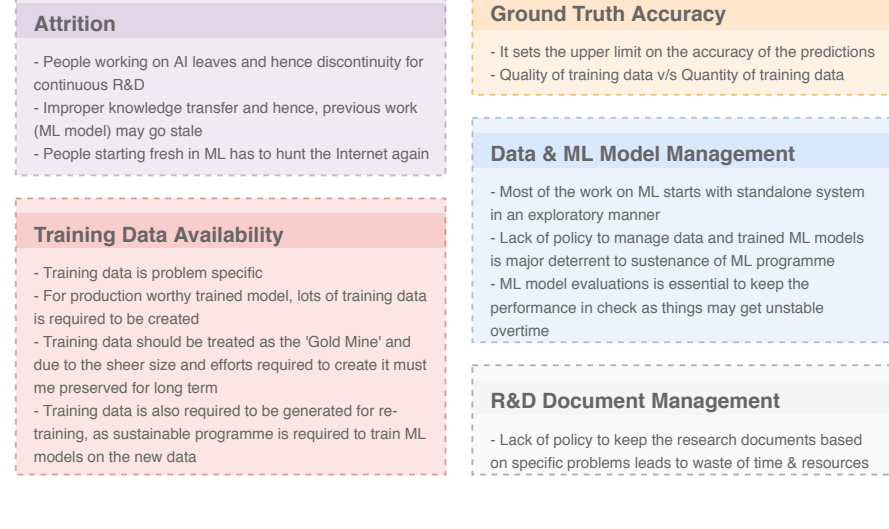 Attrition
- People working on AI leaves and hence discontinuity for
continuous R&D
- Improper knowledge transfer and hence, previous work
(ML model) may go stale
- People starting fresh in ML has to hunt the Internet again
Training Data Availability
- Training data is problem specific
- For production worthy trained model, lots of training data
is required to be created
- Training data should be treated as the 'Gold Mine' and
due to the sheer size and efforts required to create it must
me preserved for long term
- Training data is also required to be generated for re-
training, as sustainable programme is required to train ML
models on the new data
Ground Truth Accuracy
- It sets the upper limit on the accuracy of the predictions
- Quality of training data v/s Quantity of training data
Data & ML Model Management
- Most of the work on ML starts with standalone system
in an exploratory manner
- Lack of policy to manage data and trained ML models
is major deterrent to sustenance of ML programme
- ML model evaluations is essential to keep the
performance in check as things may get unstable
overtime
R&D Document Management
- Lack of policy to keep the research documents based
on specific problems leads to waste of time & resources